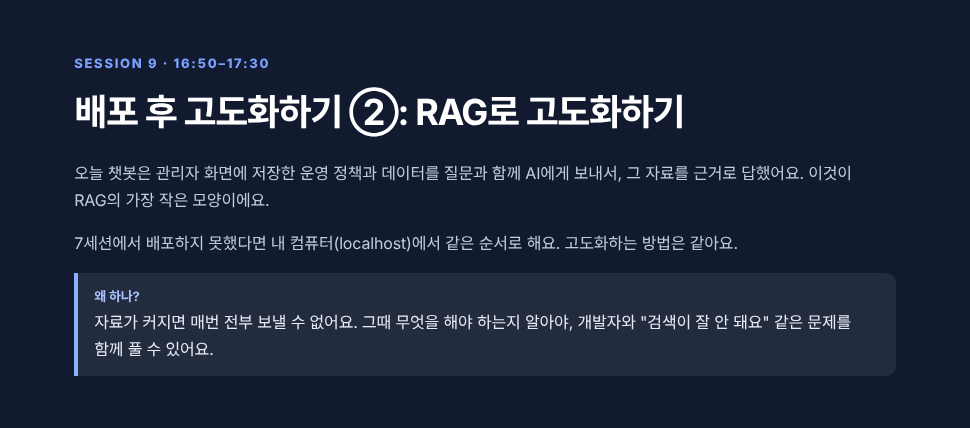 SESSION 9 · 16:50–17:30
배포 후 고도화하기 ②: RAG로 고도화하기
오늘 챗봇은 관리자 화면에 저장한 운영 정책과 데이터를 질문과 함께 AI에게 보내서, 그 자료를 근거로 답했어요. 이것이
RAG의 가장 작은 모양이에요.
7세션에서 배포하지 못했다면 내 컴퓨터(localhost)에서 같은 순서로 해요. 고도화하는 방법은 같아요.
왜 하나?
자료가 커지면 매번 전부 보낼 수 없어요. 그때 무엇을 해야 하는지 알아야, 개발자와 "검색이 잘 안 돼요" 같은 문제를
함께 풀 수 있어요.